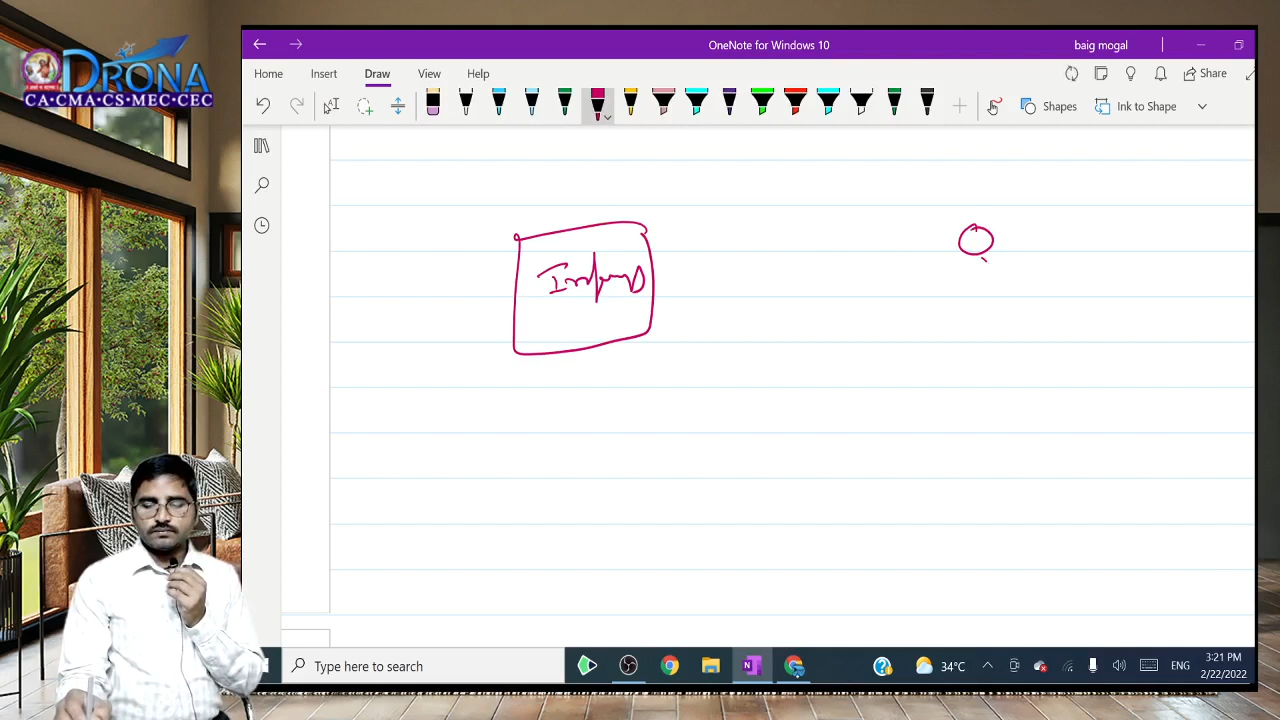 DRONA
CA•CMA•CS•MEC•CEC
OneNote for Windows 10
baig mogal
Home Insert Draw View Help
Share
Shapes
Ink to Shape
Type here to search
34°C
ENG
3:21 PM
2/22/2022